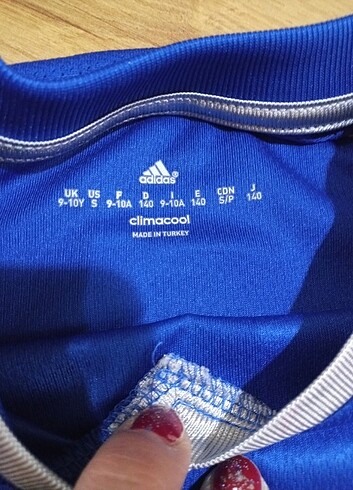 adidas®
UK US F D I E CDN J
9-10Y S 9-10A 140 9-10A 140 S/P 140
climacool
MADE IN TURKEY